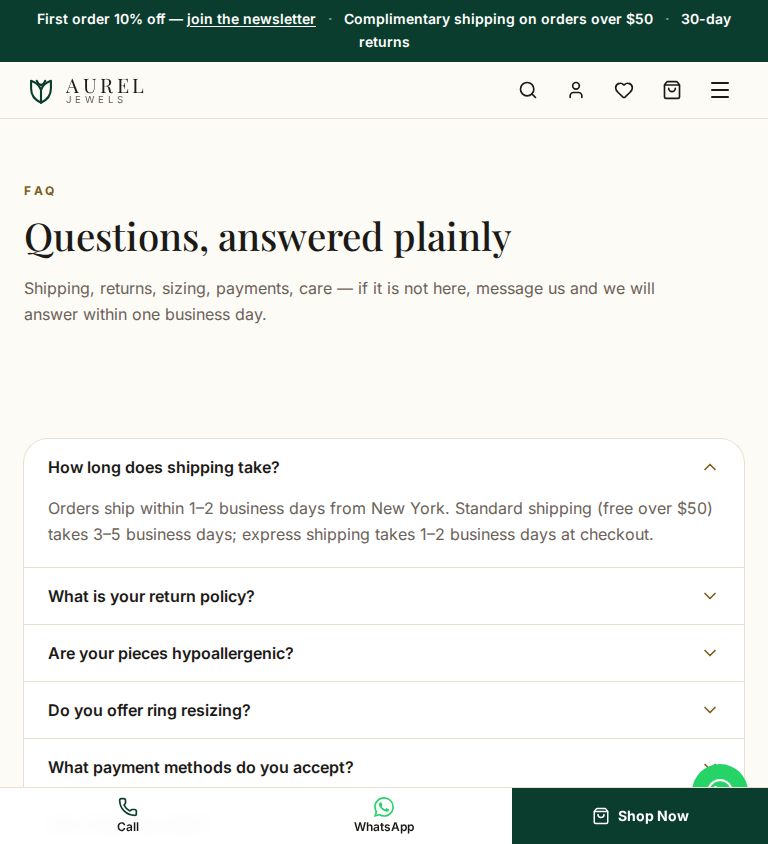 First order 10% off — join the newsletter · Complimentary shipping on orders over $50 · 30-day
returns
AUREL
JEWELS
FAQ
Questions, answered plainly
Shipping, returns, sizing, payments, care — if it is not here, message us and we will
answer within one business day.
How long does shipping take?
Orders ship within 1–2 business days from New York. Standard shipping (free over $50)
takes 3–5 business days; express shipping takes 1–2 business days at checkout.
What is your return policy?
Are your pieces hypoallergenic?
Do you offer ring resizing?
What payment methods do you accept?
Call
WhatsApp
Shop Now